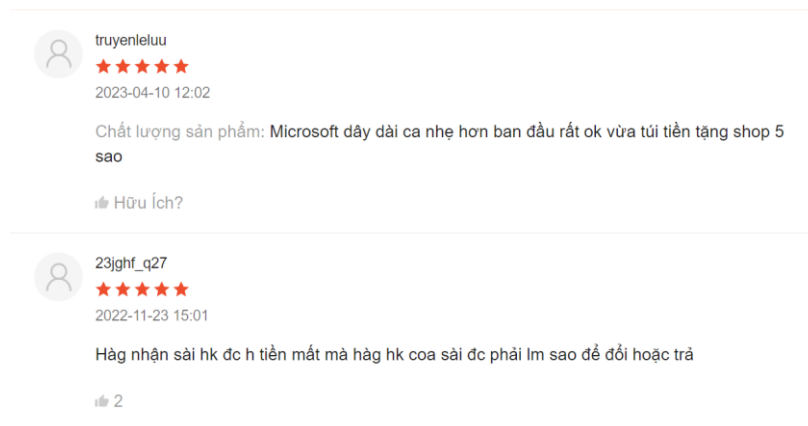 truyenleluu
2023-04-10 12:02
Chất lượng sản phẩm: Microsoft dây dài ca nhẹ hơn ban đầu rất ok vừa túi tiền tặng shop 5
sao
Hữu Ích?
23jghf_q27
2022-11-23 15:01
Hàg nhận sài hk đc h tiền mất mà hàg hk coa sài đc phải lm sao để đổi hoặc trả
2